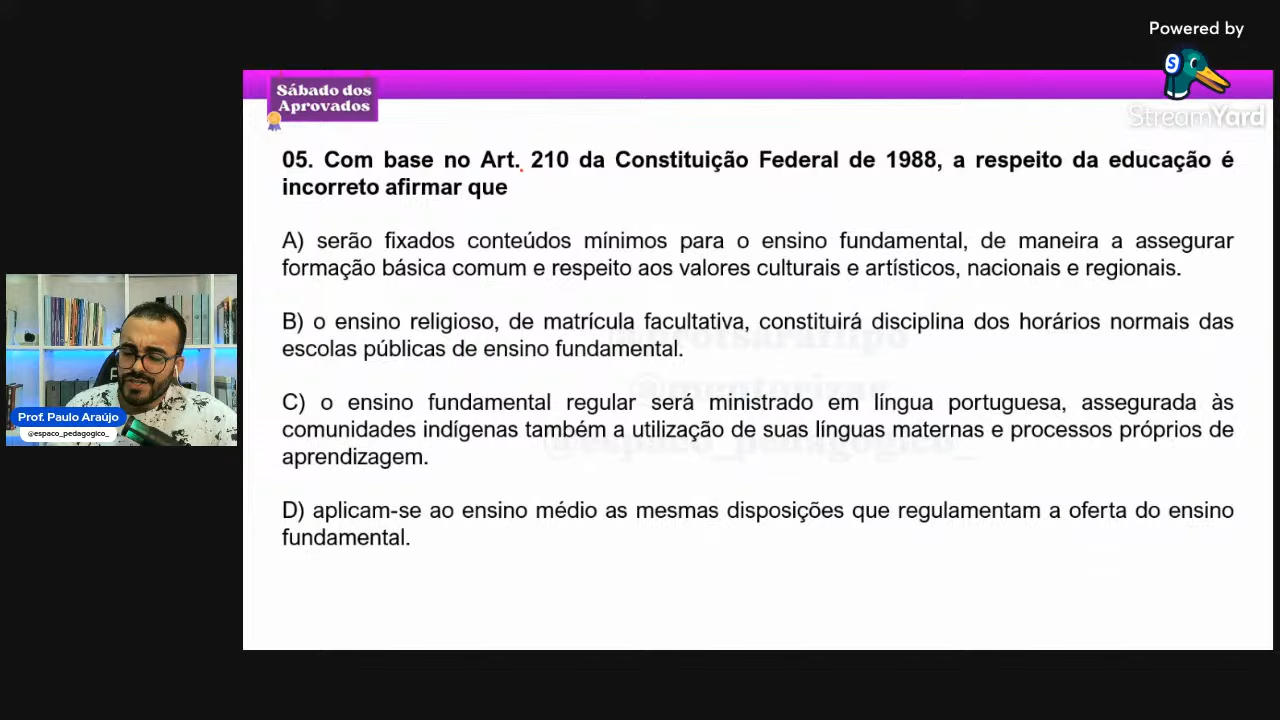 Powered by
S
StreamYard
Sábado dos
Aprovados
05. Com base no Art. 210 da Constituição Federal de 1988, a respeito da educação é
incorreto afirmar que
A) serão fixados conteúdos mínimos para o ensino fundamental, de maneira a assegurar
formação básica comum e respeito aos valores culturais e artísticos, nacionais e regionais.
B) o ensino religioso, de matrícula facultativa, constituirá disciplina dos horários normais das
escolas públicas de ensino fundamental.
C) o ensino fundamental regular será ministrado em língua portuguesa, assegurada às
comunidades indígenas também a utilização de suas línguas maternas e processos próprios de
aprendizagem.
D) aplicam-se ao ensino médio as mesmas disposições que regulamentam a oferta do ensino
fundamental.
Prof. Paulo Araújo
@espaco_pedagogico_
@espaco_pedagogico_